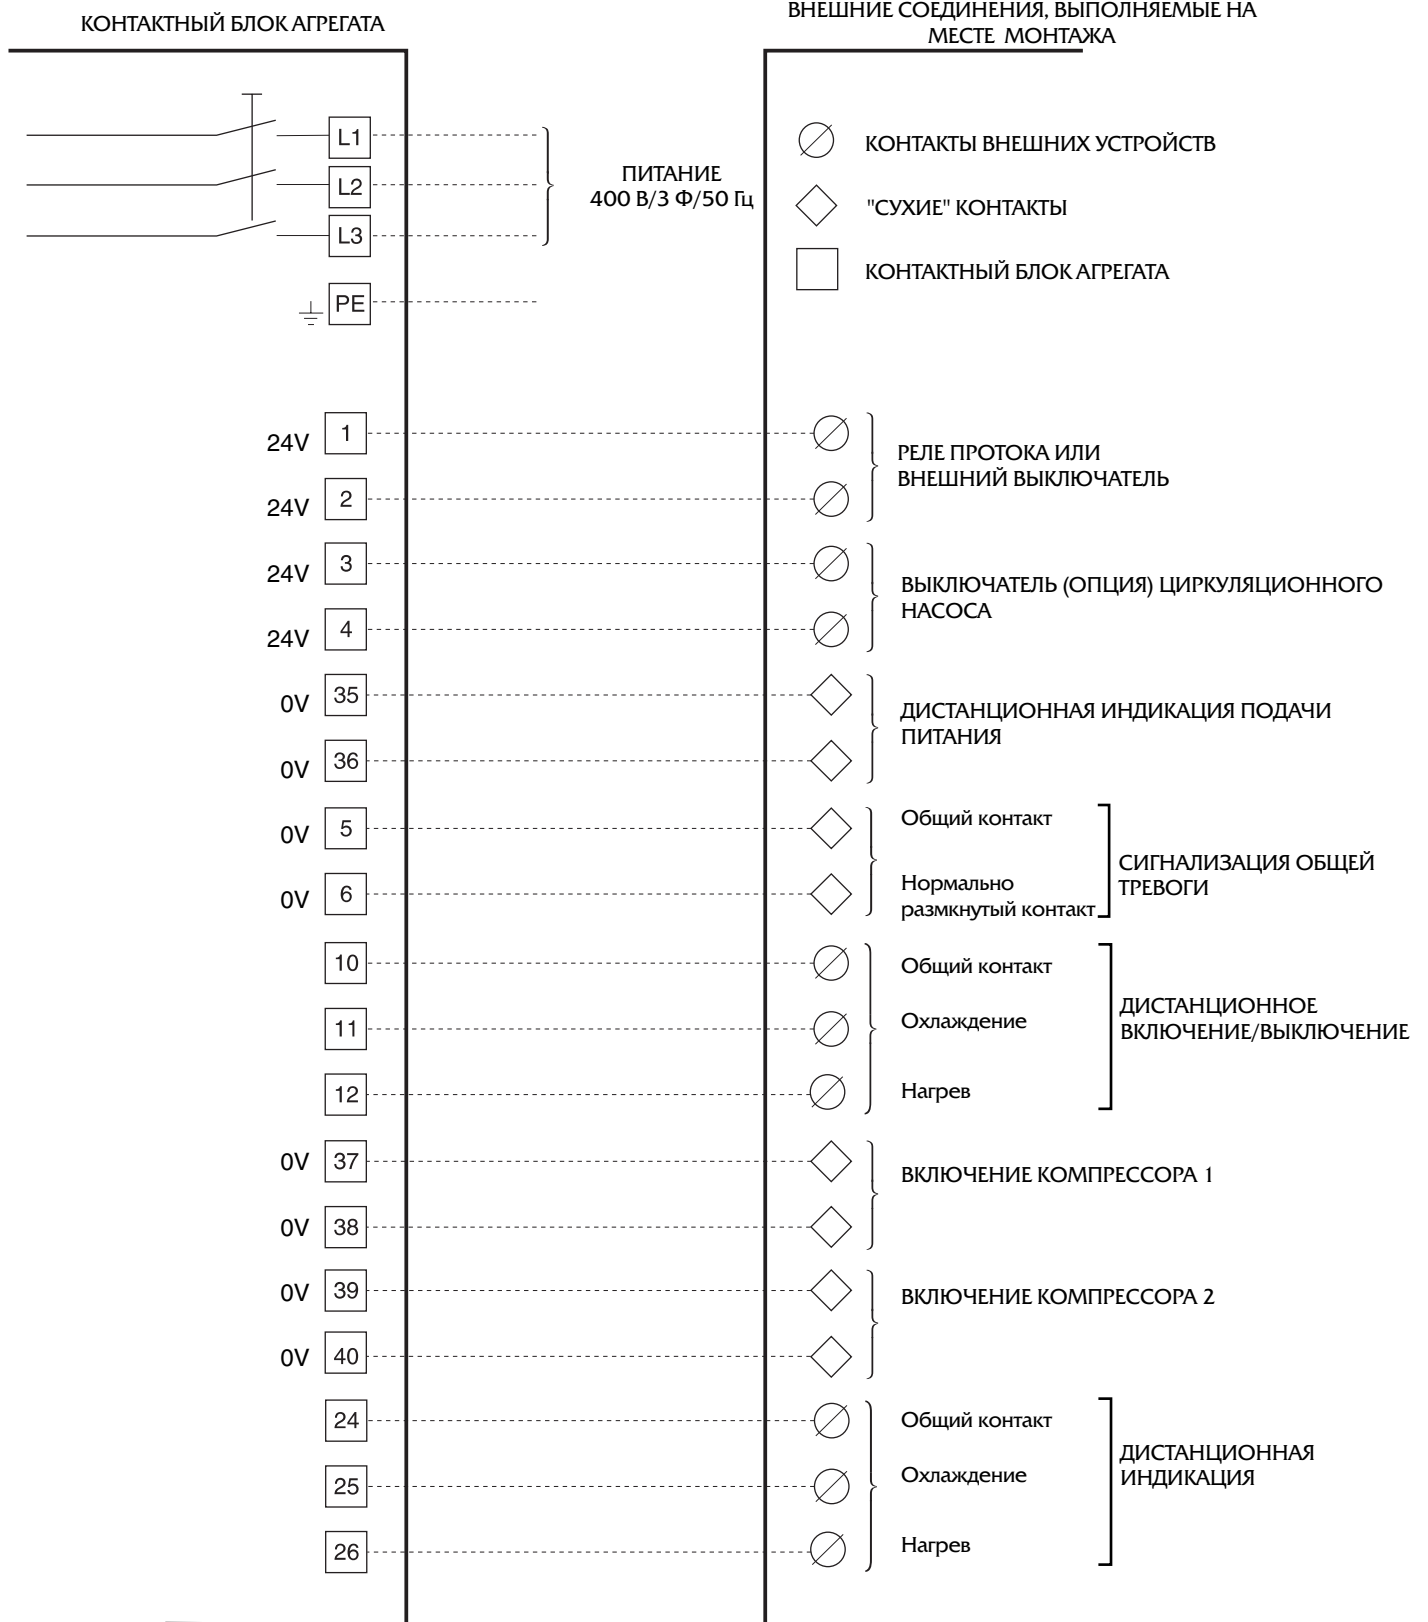 КОНТАКТНЫЙ БЛОК АГРЕГАТА
ВНЕШНИЕ СОЕДИНЕНИЯ, ВЫПОЛНЯЕМЫЕ НА
МЕСТЕ МОНТАЖА
L1
L2
L3
PE
ПИТАНИЕ
400 В/3 Ф/50 Гц
КОНТАКТЫ ВНЕШНИХ УСТРОЙСТВ
"СУХИЕ" КОНТАКТЫ
КОНТАКТНЫЙ БЛОК АГРЕГАТА
24V 1
24V 2
РЕЛЕ ПРОТОКА ИЛИ
ВНЕШНИЙ ВЫКЛЮЧАТЕЛЬ
24V 3
24V 4
ВЫКЛЮЧАТЕЛЬ (ОПЦИЯ) ЦИРКУЛЯЦИОННОГО
НАСОСА
0V 35
0V 36
ДИСТАНЦИОННАЯ ИНДИКАЦИЯ ПОДАЧИ
ПИТАНИЯ
0V 5
Общий контакт
0V 6
Нормально
размкнутый контакт
СИГНАЛИЗАЦИЯ ОБЩЕЙ
ТРЕВОГИ
10
Общий контакт
11
Охлаждение
12
Нагрев
ДИСТАНЦИОННОЕ
ВКЛЮЧЕНИЕ/ВЫКЛЮЧЕНИЕ
0V 37
0V 38
ВКЛЮЧЕНИЕ КОМПРЕССОРА 1
0V 39
0V 40
ВКЛЮЧЕНИЕ КОМПРЕССОРА 2
24
Общий контакт
25
Охлаждение
26
Нагрев
ДИСТАНЦИОННАЯ
ИНДИКАЦИЯ